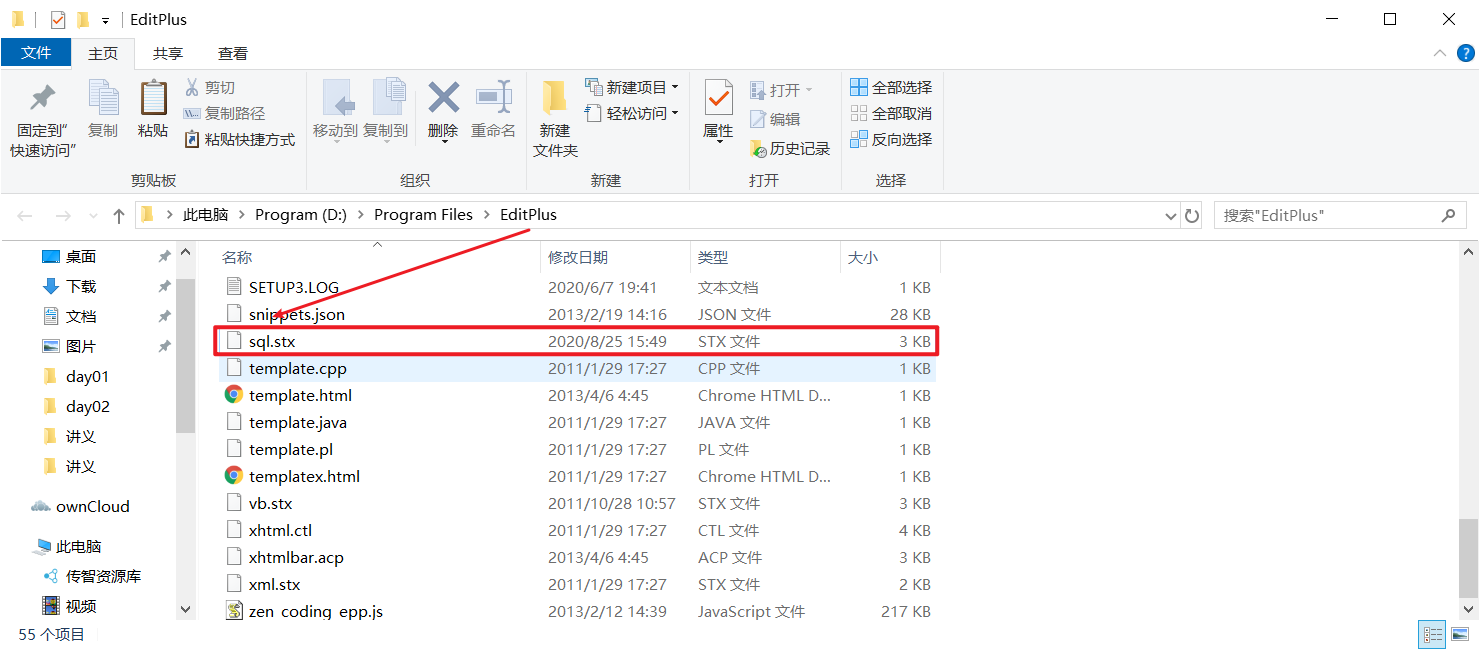 EditPlus
文件 主页 共享 查看
固定到"快速访问" 复制 粘贴 剪切 复制路径 粘贴快捷方式
移动到 复制到 删除 重命名
新建文件夹 新建项目 轻松访问
属性 打开 编辑 历史记录
全部选择 全部取消 反向选择
剪贴板 组织 新建 打开 选择
此电脑 Program (D:) Program Files EditPlus 搜索"EditPlus"
桌面
下载
文档
图片
day01
day02
讲义
讲义
ownCloud
此电脑
传智资源库
视频
名称 修改日期 类型 大小
SETUP3.LOG 2020/6/7 19:41 文本文档 1 KB
snippets.json 2013/2/19 14:16 JSON 文件 28 KB
sql.stx 2020/8/25 15:49 STX 文件 3 KB
template.cpp 2011/1/29 17:27 CPP 文件 1 KB
template.html 2013/4/6 4:45 Chrome HTML D... 1 KB
template.java 2011/1/29 17:27 JAVA 文件 1 KB
template.pl 2011/1/29 17:27 PL 文件 1 KB
templatex.html 2011/1/29 17:27 Chrome HTML D... 1 KB
vb.stx 2011/10/28 10:57 STX 文件 3 KB
xhtml.ctl 2011/1/29 17:27 CTL 文件 4 KB
xhtmlbar.acp 2013/4/6 4:45 ACP 文件 3 KB
xml.stx 2011/1/29 17:27 STX 文件 2 KB
zen_coding_epp.js 2013/2/12 14:39 JavaScript 文件 217 KB
55 个项目